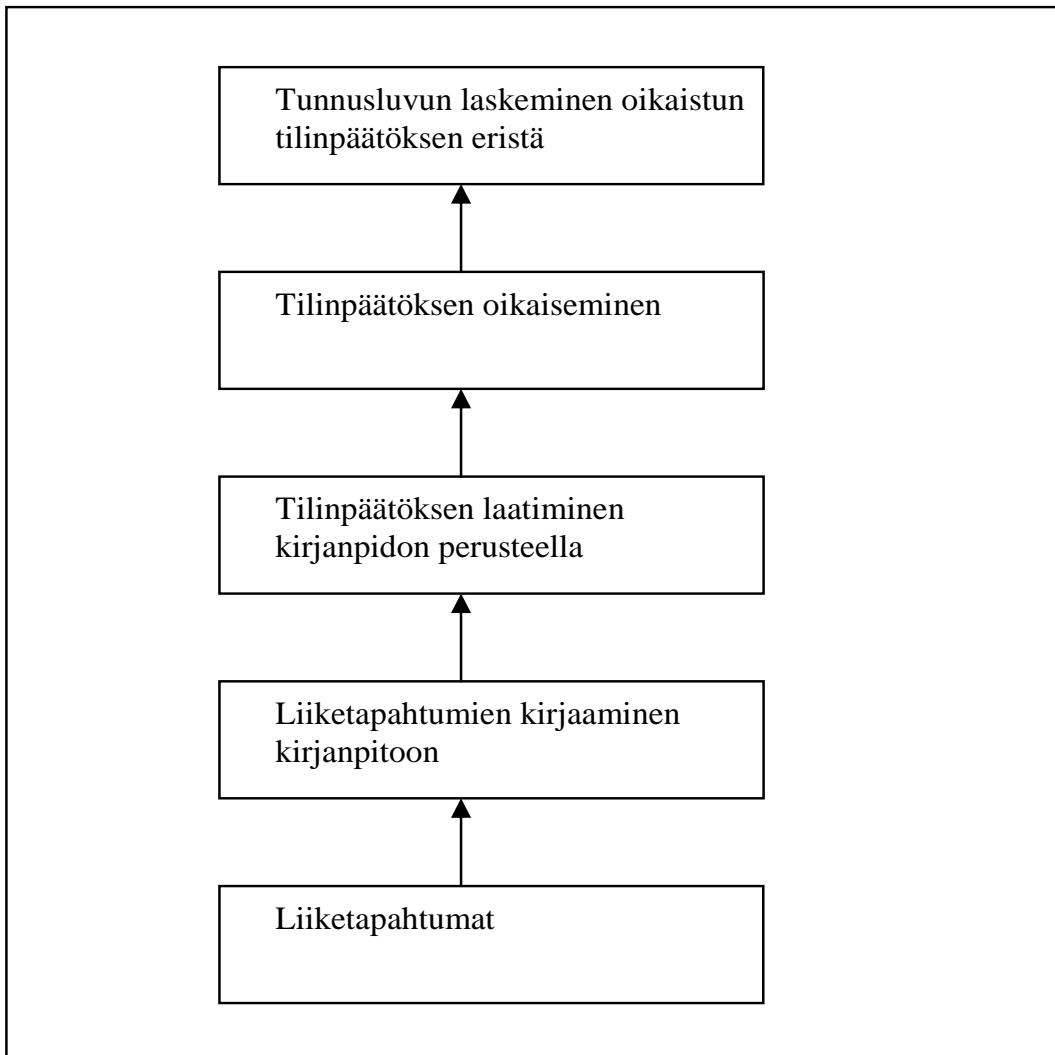 Tunnusluvun laskeminen oikaistun
tilinpäätöksen eristä
Tilinpäätöksen oikaiseminen
Tilinpäätöksen laatiminen
kirjanpidon perusteella
Liiketapahtumien kirjaaminen
kirjanpitoon
Liiketapahtumat